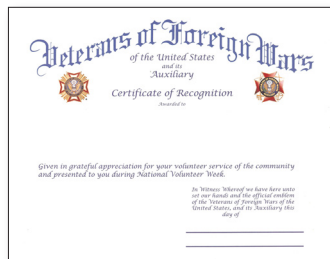 Veterans of Foreign Wars
of the United States
and its
Auxiliary
Certificate of Recognition
Awarded to
Given in grateful appreciation for your volunteer service of the community
and presented to you during National Volunteer Week.
In Witness Whereof we have here unto
set our hands and the official emblem
of the Veterans of Foreign Wars of the
United States, and its Auxiliary this
day of